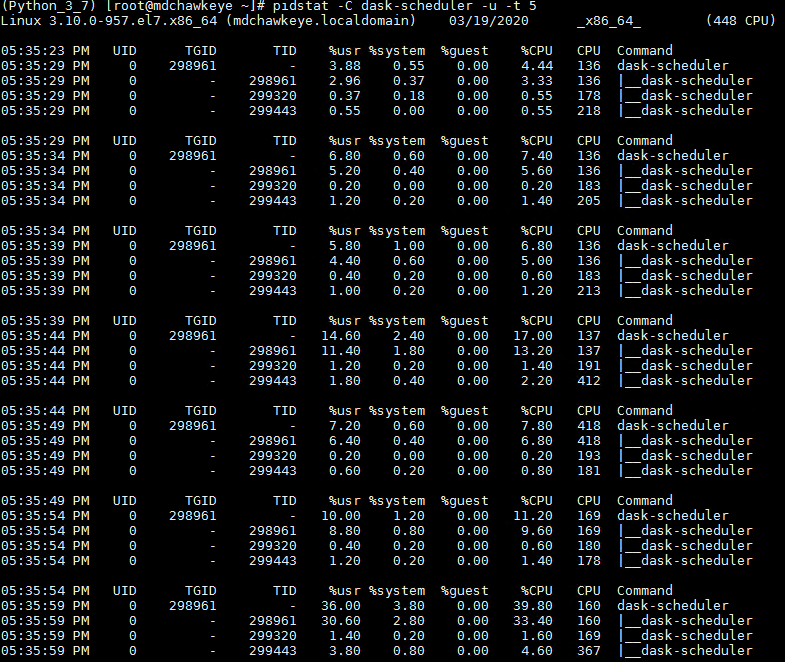 (Python_3_7) [root@mdchawkeye ~]# pidstat -C dask-scheduler -u -t 5
Linux 3.10.0-957.el7.x86_64 (mdchawkeye.localdomain) 03/19/2020 _x86_64_ (448 CPU)
05:35:23 PM UID TGID TID %usr %system %guest %CPU CPU Command
05:35:29 PM 0 298961 - 3.88 0.55 0.00 4.44 136 dask-scheduler
05:35:29 PM 0 - 298961 2.96 0.37 0.00 3.33 136 |__dask-scheduler
05:35:29 PM 0 - 299320 0.37 0.18 0.00 0.55 178 |__dask-scheduler
05:35:29 PM 0 - 299443 0.55 0.00 0.00 0.55 218 |__dask-scheduler
05:35:29 PM UID TGID TID %usr %system %guest %CPU CPU Command
05:35:34 PM 0 298961 - 6.80 0.60 0.00 7.40 136 dask-scheduler
05:35:34 PM 0 - 298961 5.20 0.40 0.00 5.60 136 |__dask-scheduler
05:35:34 PM 0 - 299320 0.20 0.00 0.00 0.20 183 |__dask-scheduler
05:35:34 PM 0 - 299443 1.20 0.20 0.00 1.40 205 |__dask-scheduler
05:35:34 PM UID TGID TID %usr %system %guest %CPU CPU Command
05:35:39 PM 0 298961 - 5.80 1.00 0.00 6.80 136 dask-scheduler
05:35:39 PM 0 - 298961 4.40 0.60 0.00 5.00 136 |__dask-scheduler
05:35:39 PM 0 - 299320 0.40 0.20 0.00 0.60 183 |__dask-scheduler
05:35:39 PM 0 - 299443 1.00 0.20 0.00 1.20 213 |__dask-scheduler
05:35:39 PM UID TGID TID %usr %system %guest %CPU CPU Command
05:35:44 PM 0 298961 - 14.60 2.40 0.00 17.00 137 dask-scheduler
05:35:44 PM 0 - 298961 11.40 1.80 0.00 13.20 137 |__dask-scheduler
05:35:44 PM 0 - 299320 1.20 0.20 0.00 1.40 191 |__dask-scheduler
05:35:44 PM 0 - 299443 1.80 0.40 0.00 2.20 412 |__dask-scheduler
05:35:44 PM UID TGID TID %usr %system %guest %CPU CPU Command
05:35:49 PM 0 298961 - 7.20 0.60 0.00 7.80 418 dask-scheduler
05:35:49 PM 0 - 298961 6.40 0.40 0.00 6.80 418 |__dask-scheduler
05:35:49 PM 0 - 299320 0.20 0.00 0.00 0.20 193 |__dask-scheduler
05:35:49 PM 0 - 299443 0.60 0.20 0.00 0.80 181 |__dask-scheduler
05:35:49 PM UID TGID TID %usr %system %guest %CPU CPU Command
05:35:54 PM 0 298961 - 10.00 1.20 0.00 11.20 169 dask-scheduler
05:35:54 PM 0 - 298961 8.80 0.80 0.00 9.60 169 |__dask-scheduler
05:35:54 PM 0 - 299320 0.40 0.20 0.00 0.60 180 |__dask-scheduler
05:35:54 PM 0 - 299443 1.20 0.20 0.00 1.40 178 |__dask-scheduler
05:35:54 PM UID TGID TID %usr %system %guest %CPU CPU Command
05:35:59 PM 0 298961 - 36.00 3.80 0.00 39.80 160 dask-scheduler
05:35:59 PM 0 - 298961 30.60 2.80 0.00 33.40 160 |__dask-scheduler
05:35:59 PM 0 - 299320 1.40 0.20 0.00 1.60 169 |__dask-scheduler
05:35:59 PM 0 - 299443 3.80 0.80 0.00 4.60 367 |__dask-scheduler